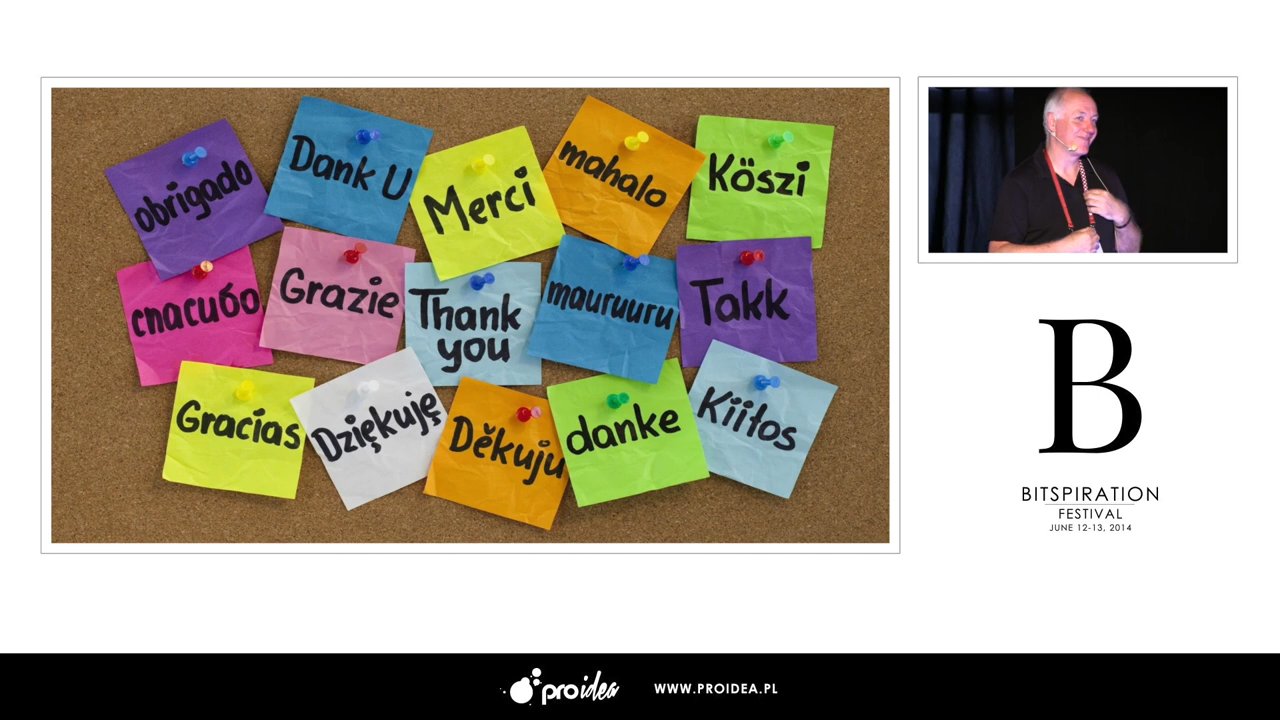 obrigado
Dank U
Merci
mahalo
Köszi
спасибо
Grazie
Thank
you
mauruuru
Takk
Gracias
Dziękuję
Děkuju
danke
Kiitos
B
BITSPIRATION
FESTIVAL
JUNE 12-13, 2014
proidea
WWW.PROIDEA.PL